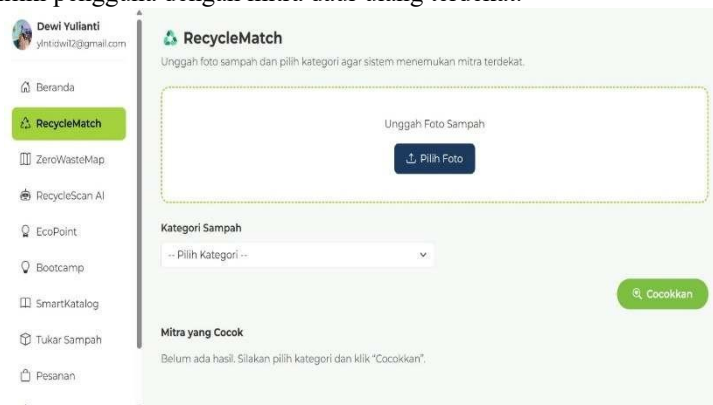 Dewi Yulianti
yintidwi12@gmail.com
Beranda
RecycleMatch
ZeroWasteMap
RecycleScan AI
EcoPoint
Bootcamp
SmartKatalog
Tukar Sampah
Pesanan
RecycleMatch
Unggah foto sampah dan pilih kategori agar sistem menemukan mitra terdekat.
Unggah Foto Sampah
Pilih Foto
Kategori Sampah
-- Pilih Kategori --
Cocokkan
Mitra yang Cocok
Belum ada hasil. Silakan pilih kategori dan klik "Cocokkan".